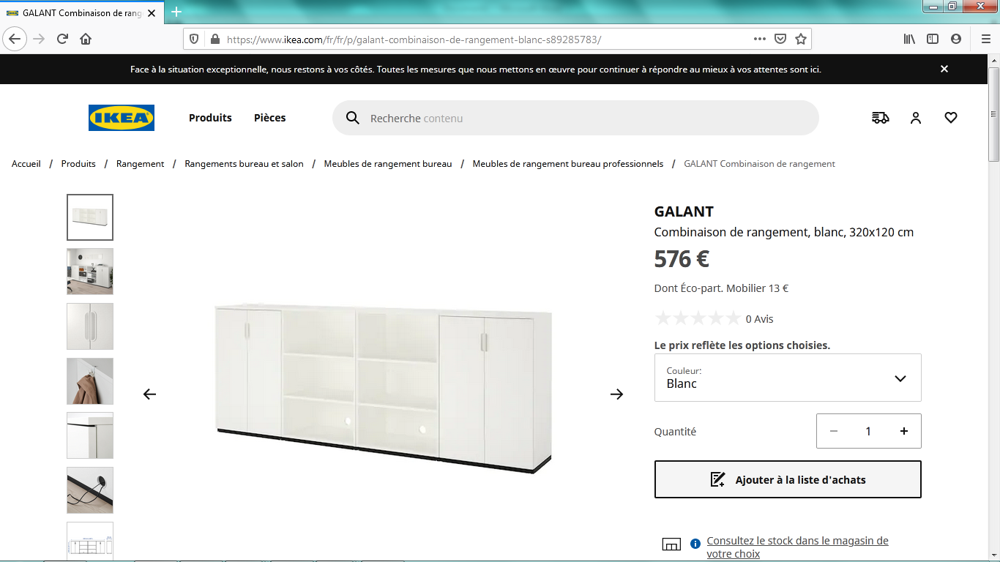 GALANT Combinaison de rang
https://www.ikea.com/fr/fr/p/galant-combinaison-de-rangement-blanc-s89285783/
Face à la situation exceptionnelle, nous restons à vos côtés. Toutes les mesures que nous mettons en œuvre pour continuer à répondre au mieux à vos attentes sont ici.
IKEA
Produits Pièces
Recherche contenu
Accueil / Produits / Rangement / Rangements bureau et salon / Meubles de rangement bureau / Meubles de rangement bureau professionnels / GALANT Combinaison de rangement
GALANT
Combinaison de rangement, blanc, 320x120 cm
576 €
Dont Éco-part. Mobilier 13 €
0 Avis
Le prix reflète les options choisies.
Couleur:
Blanc
Quantité
1
Ajouter à la liste d'achats
Consultez le stock dans le magasin de
votre choix